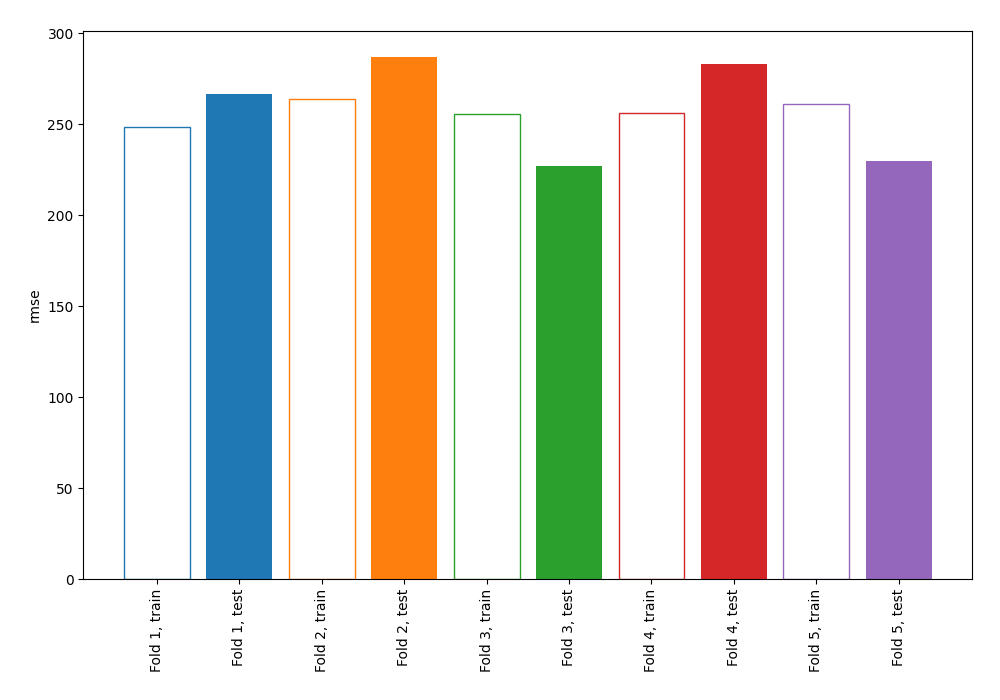 300
250
200
150
100
50
0
rmse
Fold 1, train
Fold 1, test
Fold 2, train
Fold 2, test
Fold 3, train
Fold 3, test
Fold 4, train
Fold 4, test
Fold 5, train
Fold 5, test